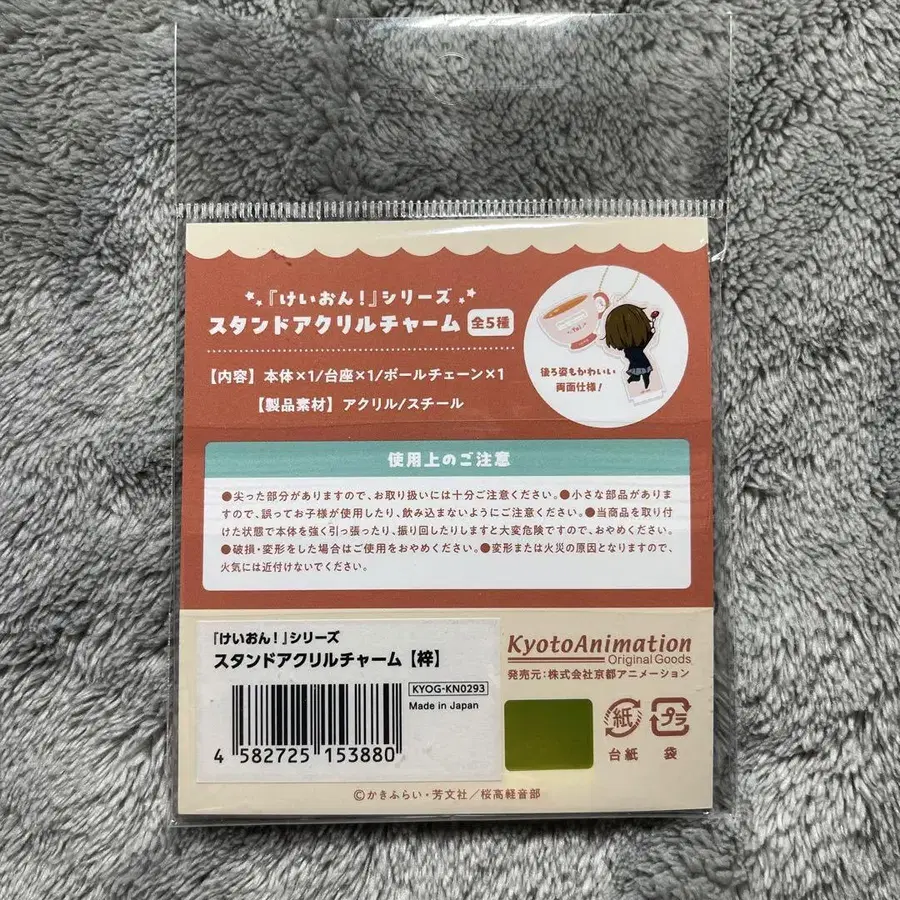 『けいおん！』シリーズ
スタンドアクリルチャーム 全5種
【内容】本体×1/台座×1/ボールチェーン×1
【製品素材】アクリル/スチール
後ろ姿もかわいい
両面仕様！
使用上のご注意
●尖った部分がありますので、お取り扱いには十分ご注意ください。●小さな部品がありま
すので、誤ってお子様が使用したり、飲み込まないようにご注意ください。●当商品を取り付
けた状態で本体を強く引っ張ったり、振り回したりしますと大変危険ですので、おやめください。
●破損・変形をした場合はご使用をおやめください。●変形または火災の原因となりますので、
火気には近付けないでください。
『けいおん！』シリーズ
スタンドアクリルチャーム【梓】
KYOG-KN0293
Made in Japan
4 582725 153880
KyotoAnimation
Original Goods
発売元：株式会社京都アニメーション
紙
プラ
台紙 袋
©かきふらい・芳文社／桜高軽音部